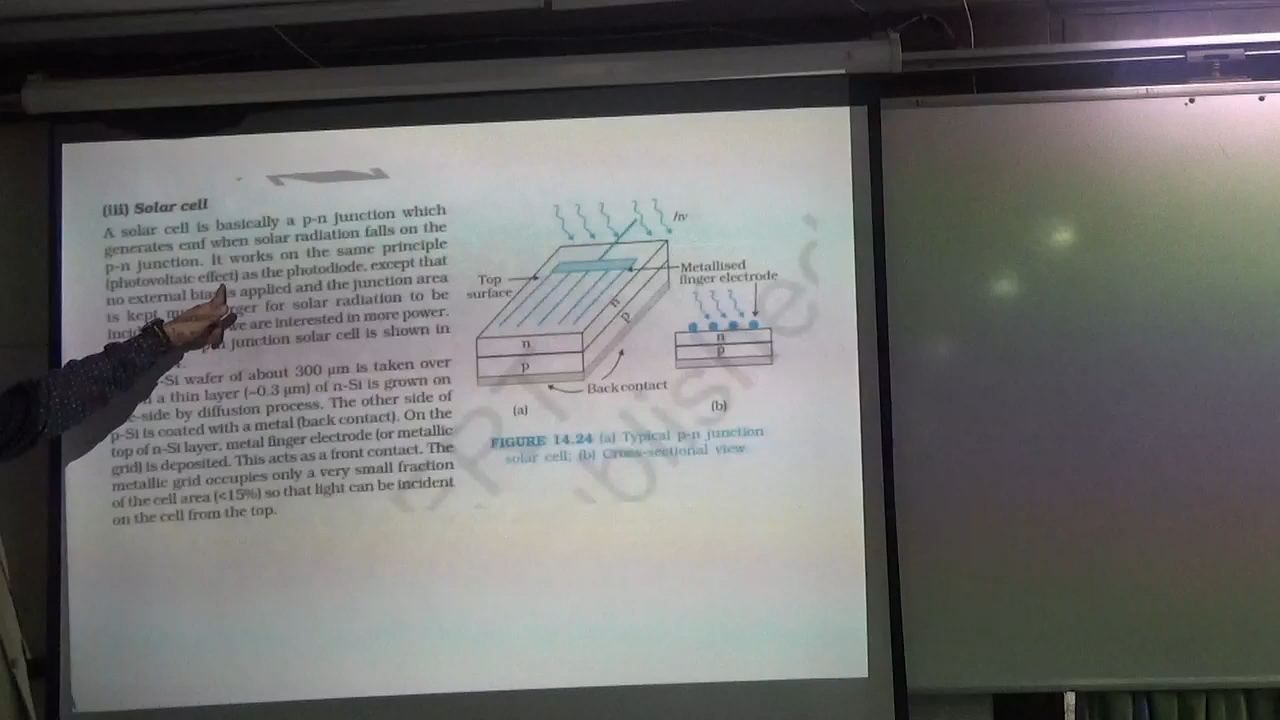 (iii) Solar cell
A solar cell is basically a p-n junction which
generates emf when solar radiation falls on the
p-n junction. It works on the same principle
(photovoltaic effect) as the photodiode, except that
no external applied and the junction area
is kept for solar radiation to be
we are interested in more power.
junction solar cell is shown in
-Si wafer of about 300 μm is taken over
a thin layer (~0.3 μm) of n-Si is grown on
-side by diffusion process. The other side of
p-Si is coated with a metal (back contact). On the
top of n-Si layer, metal finger electrode (or metallic
grid) is deposited. This acts as a front contact. The
metallic grid occupies only a very small fraction
of the cell area (<15%) so that light can be incident
on the cell from the top.
hν
Top
surface
Metallised
finger electrode
n
p
n
p
n
p
Back contact
(a)
(b)
FIGURE 14.24 (a) Typical p-n junction
solar cell; (b) Cross-sectional view.